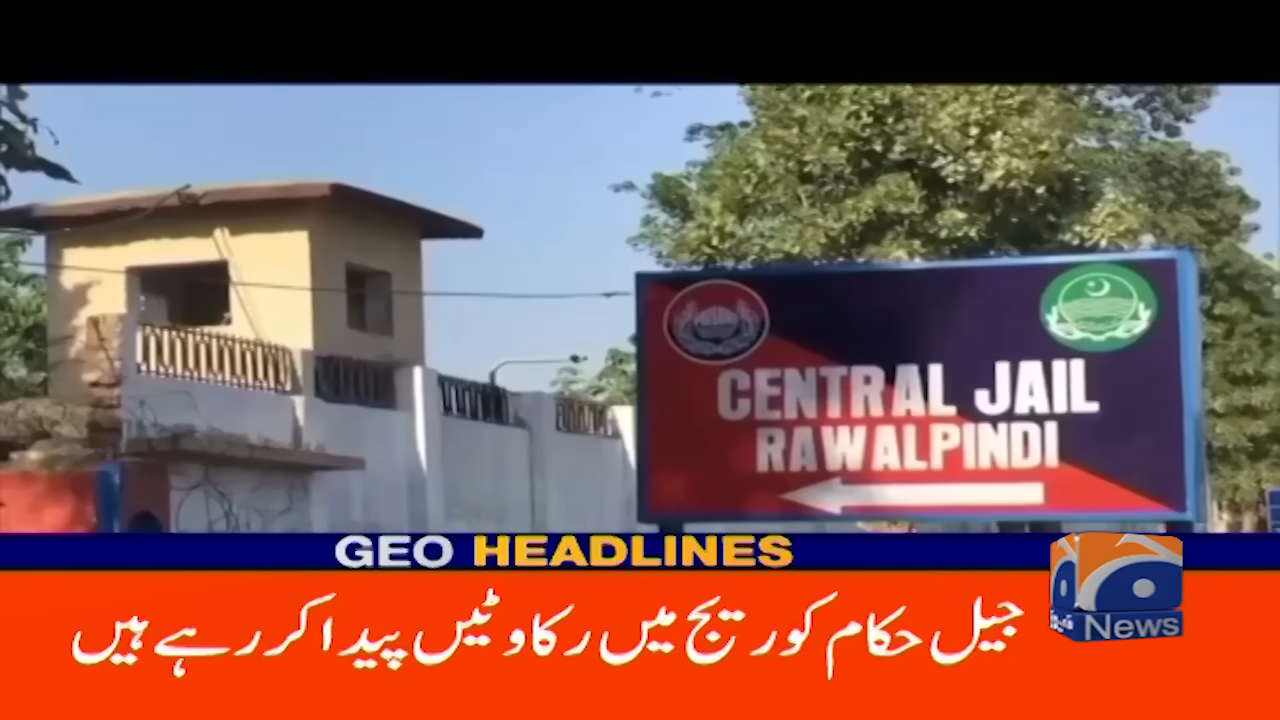 CENTRAL JAIL
RAWALPINDI
GEO HEADLINES
جیل حکام کوریج میں رکاوٹیں پیدا کر رہے ہیں
News